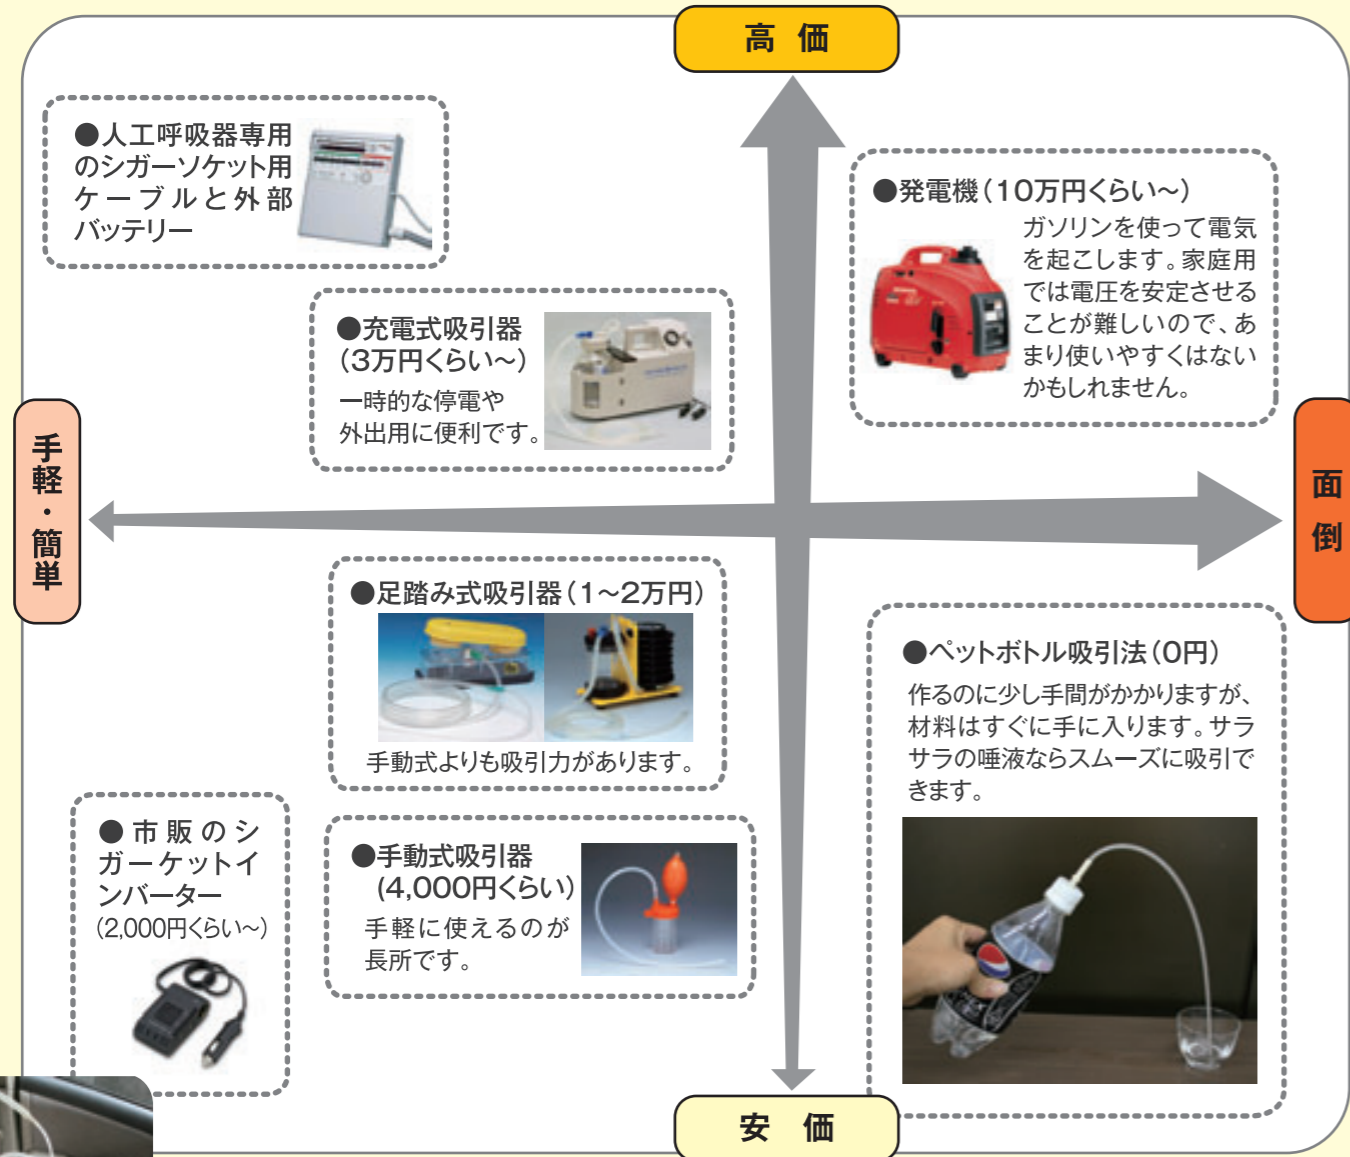 高価
●人工呼吸器専用
のシガーソケット用
ケーブルと外部
バッテリー
●発電機（10万円くらい～）
ガソリンを使って電気
を起こします。家庭用
では電圧を安定させる
ことが難しいので、あ
まり使いやすくはない
かもしれません。
●充電式吸引器
（3万円くらい～）
一時的な停電や
外出用に便利です。
手軽・簡単
面倒
●足踏み式吸引器（1～2万円）
手動式よりも吸引力があります。
●ペットボトル吸引法（0円）
作るのに少し手間がかかりますが、
材料はすぐに手に入ります。サラ
サラの唾液ならスムーズに吸引で
きます。
●市販のシ
ガーケットイ
ンバーター
（2,000円くらい～）
●手動式吸引器
（4,000円くらい）
手軽に使えるのが
長所です。
安価